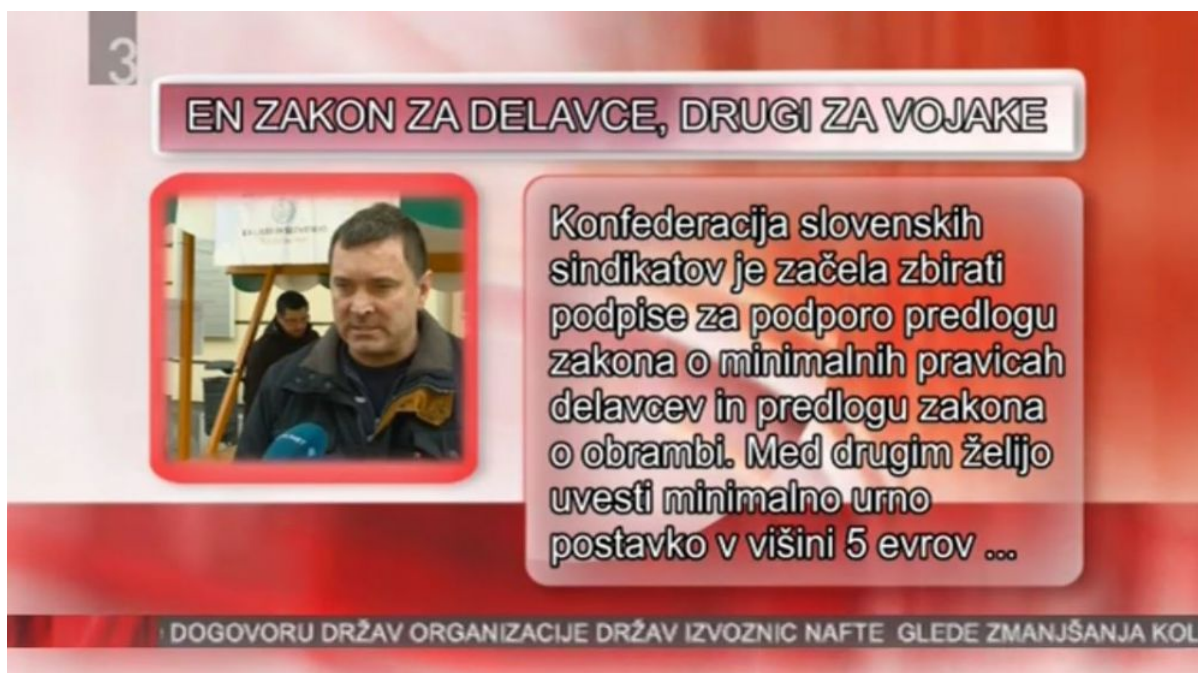 3
EN ZAKON ZA DELAVCE, DRUGI ZA VOJAKE
Konfederacija slovenskih
sindikatov je začela zbirati
podpise za podporo predlogu
zakona o minimalnih pravicah
delavcev in predlogu zakona
o obrambi. Med drugim želijo
uvesti minimalno urno
postavko v višini 5 evrov ...
DOGOVORU DRŽAV ORGANIZACIJE DRŽAV IZVOZNIC NAFTE GLEDE ZMANJŠANJA KOL